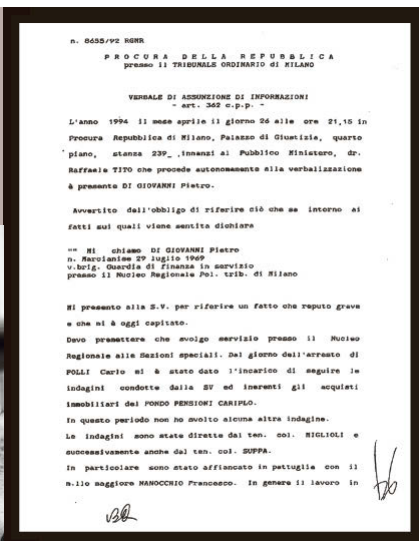 n. 8655/92 RGNR
PROCURA DELLA REPUBBLICA
presso il TRIBUNALE ORDINARIO di MILANO
VERBALE DI ASSUNZIONE DI INFORMAZIONI
- art. 362 c.p.p. -
L'anno 1994 il mese aprile il giorno 26 alle ore 21,15 in
Procura Repubblica di Milano, Palazzo di Giustizia, quarto
piano, stanza 239_ ,innanzi al Pubblico Ministero, dr.
Raffaele TITO che procede autonomamente alla verbalizzazione
è presente DI GIOVANNI Pietro.
Avvertito dell'obbligo di riferire ciò che sa intorno ai
fatti sui quali viene sentito dichiara
"" Mi chiamo DI GIOVANNI Pietro
n. Marcianise 29 luglio 1969
v.brig. Guardia di finanza in servizio
presso il Nucleo Regionale Pol. trib. di Milano
Mi presento alla S.V. per riferire un fatto che reputo grave
e che mi è oggi capitato.
Devo premettere che svolgo servizio presso il Nucleo
Regionale alle Sezioni speciali. Dal giorno dell'arresto di
POLLI Carlo mi è stato dato l'incarico di seguire le
indagini condotte dalla SV ed inerenti gli acquisti
immobiliari del FONDO PENSIONI CARIPLO.
In questo periodo non ho svolto alcuna altra indagine.
Le indagini sono state dirette dal ten. col. MIGLIOLI e
successivamente anche dal ten. col. SUPPA.
In particolare sono stato affiancato in pattuglia con il
m.llo maggiore MANOCCHIO Francesco. In genere il lavoro in